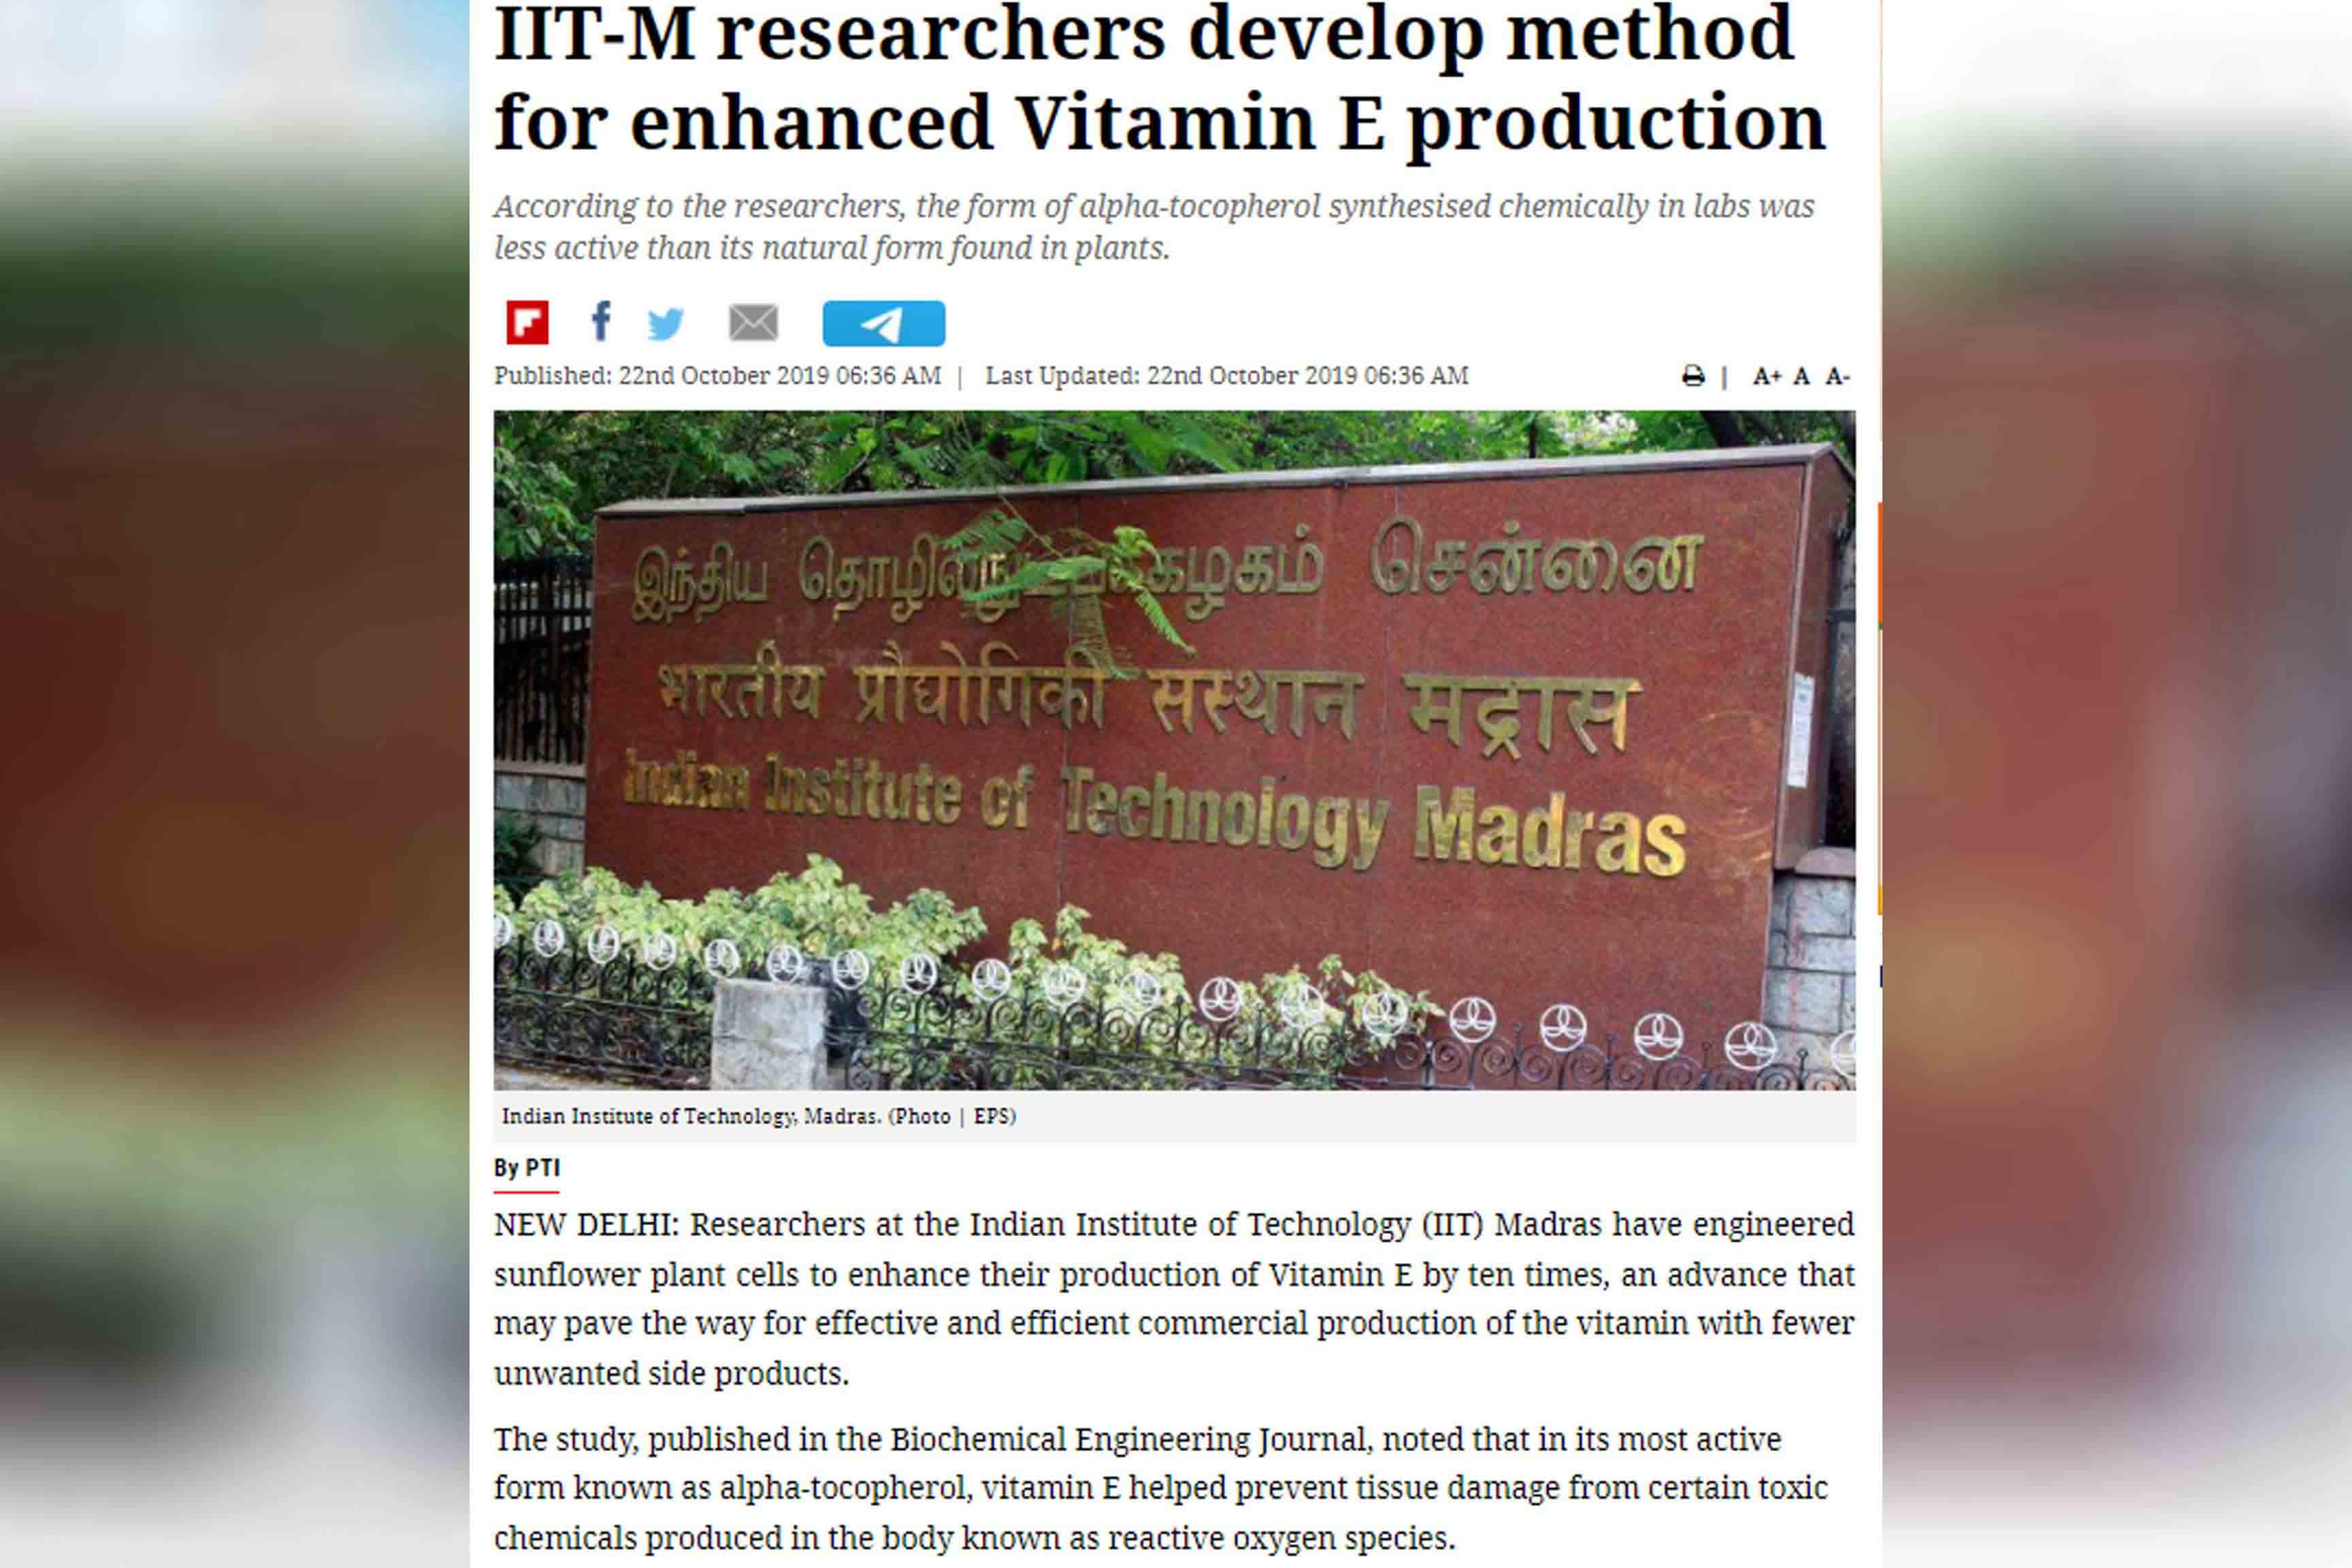 IIT-M researchers develop method
for enhanced Vitamin E production
According to the researchers, the form of alpha-tocopherol synthesised chemically in labs was
less active than its natural form found in plants.
Published: 22nd October 2019 06:36 AM | Last Updated: 22nd October 2019 06:36 AM | A+ A A-
இந்திய கழகம் சென்னை
भारतीय प्रौद्योगिकी संस्थान मद्रास
Indian Institute of Technology Madras
Indian Institute of Technology, Madras. (Photo | EPS)
By PTI
NEW DELHI: Researchers at the Indian Institute of Technology (IIT) Madras have engineered
sunflower plant cells to enhance their production of Vitamin E by ten times, an advance that
may pave the way for effective and efficient commercial production of the vitamin with fewer
unwanted side products.
The study, published in the Biochemical Engineering Journal, noted that in its most active
form known as alpha-tocopherol, vitamin E helped prevent tissue damage from certain toxic
chemicals produced in the body known as reactive oxygen species.